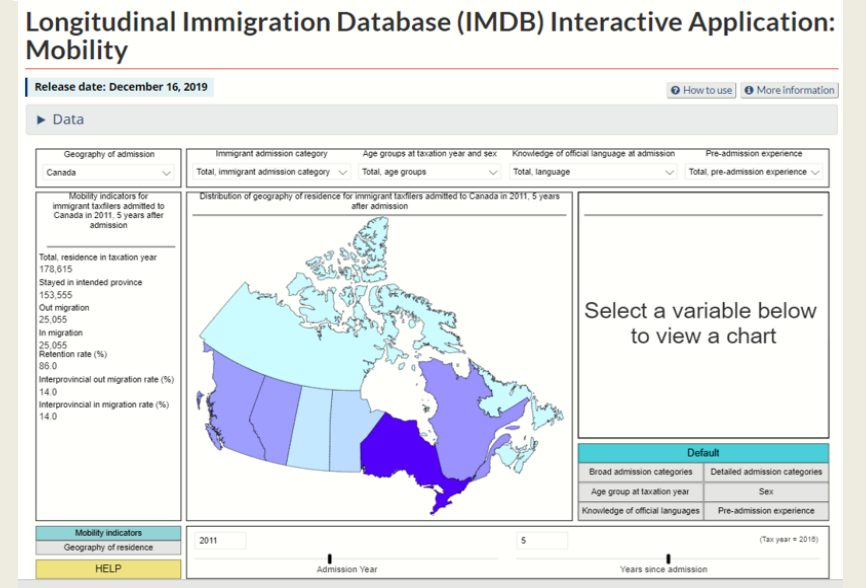 Longitudinal Immigration Database (IMDB) Interactive Application:
Mobility
Release date: December 16, 2019
How to use
More information
Data
Geography of admission
Canada
Immigrant admission category
Total, immigrant admission category
Age groups at taxation year and sex
Total, age groups
Knowledge of official language at admission
Total, language
Pre-admission experience
Total, pre-admission experience
Mobility indicators for
immigrant taxfilers admitted to
Canada in 2011, 5 years after
admission
Total, residence in taxation year
178,615
Stayed in intended province
153,555
Out migration
25,055
In migration
25,055
Retention rate (%)
86.0
Interprovincial out migration rate (%)
14.0
Interprovincial in migration rate (%)
14.0
Distribution of geography of residence for immigrant taxfilers admitted to Canada in 2011, 5 years
after admission
Select a variable below
to view a chart
Default
Broad admission categories
Detailed admission categories
Age group at taxation year
Sex
Knowledge of official languages
Pre-admission experience
Mobility indicators
Geography of residence
HELP
2011
Admission Year
5
(Tax year = 2016)
Years since admission